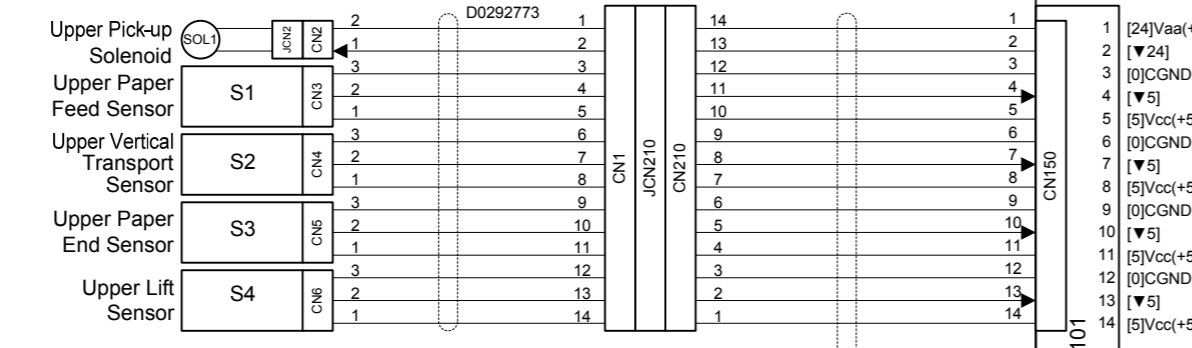 D0292773
Upper Pick-up
Solenoid
SOL1
JCN2
CN2
2
1
Upper Paper
Feed Sensor
S1
CN3
3
2
1
Upper Vertical
Transport
Sensor
S2
CN4
3
2
1
Upper Paper
End Sensor
S3
CN5
3
2
1
Upper Lift
Sensor
S4
CN6
3
2
1
1
2
3
4
5
6
7
8
9
10
11
12
13
14
CN1
JCN210
CN210
14
13
12
11
10
9
8
7
6
5
4
3
2
1
1
2
3
4
5
6
7
8
9
10
11
12
13
14
CN150
101
1 [24]Vaa(+
2 [▼24]
3 [0]CGND
4 [▼5]
5 [5]Vcc(+5
6 [0]CGND
7 [▼5]
8 [5]Vcc(+5
9 [0]CGND
10 [▼5]
11 [5]Vcc(+5
12 [0]CGND
13 [▼5]
14 [5]Vcc(+5